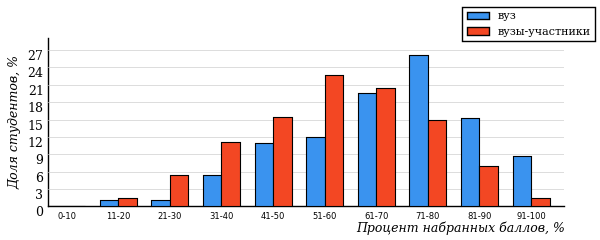 вуз
вузы-участники
Доля студентов, %
27
24
21
18
15
12
9
6
3
0
0-10 11-20 21-30 31-40 41-50 51-60 61-70 71-80 81-90 91-100
Процент набранных баллов, %